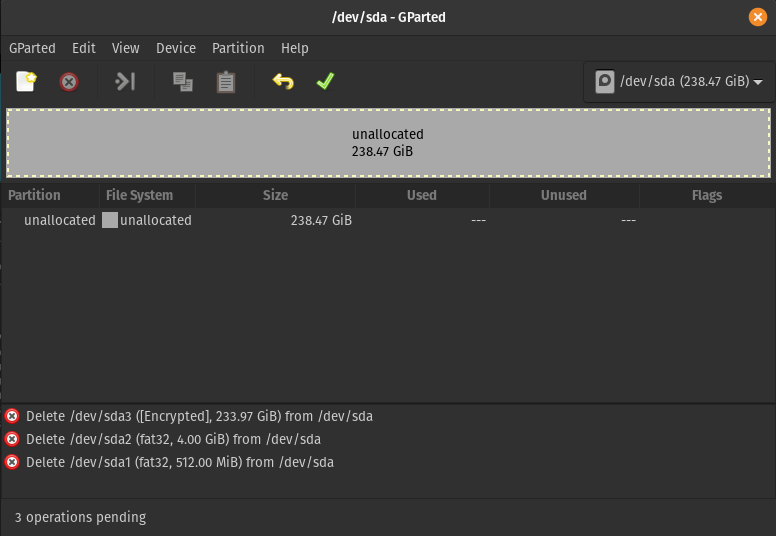 /dev/sda - GParted
GParted Edit View Device Partition Help
/dev/sda (238.47 GiB)
unallocated
238.47 GiB
Partition File System Size Used Unused Flags
unallocated unallocated 238.47 GiB --- ---
Delete /dev/sda3 ([Encrypted], 233.97 GiB) from /dev/sda
Delete /dev/sda2 (fat32, 4.00 GiB) from /dev/sda
Delete /dev/sda1 (fat32, 512.00 MiB) from /dev/sda
3 operations pending